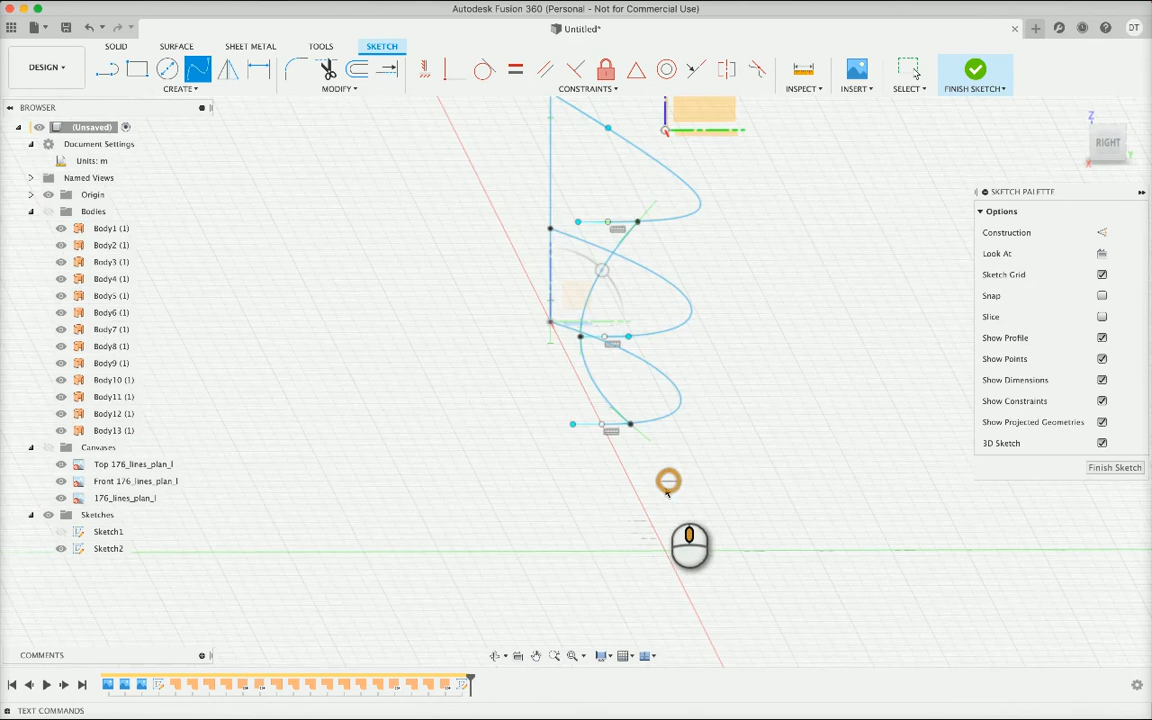 Autodesk Fusion 360 (Personal - Not for Commercial Use)
Untitled*
DT
DESIGN
SOLID SURFACE SHEET METAL TOOLS SKETCH
CREATE MODIFY CONSTRAINTS INSPECT INSERT SELECT FINISH SKETCH
BROWSER
(Unsaved)
Document Settings
Units: m
Named Views
Origin
Bodies
Body1 (1)
Body2 (1)
Body3 (1)
Body4 (1)
Body5 (1)
Body6 (1)
Body7 (1)
Body8 (1)
Body9 (1)
Body10 (1)
Body11 (1)
Body12 (1)
Body13 (1)
Canvases
Top 176_lines_plan_l
Front 176_lines_plan_l
176_lines_plan_l
Sketches
Sketch1
Sketch2
Z
RIGHT
X
Y
SKETCH PALETTE
Options
Construction
Look At
Sketch Grid
Snap
Slice
Show Profile
Show Points
Show Dimensions
Show Constraints
Show Projected Geometries
3D Sketch
Finish Sketch
COMMENTS
TEXT COMMANDS